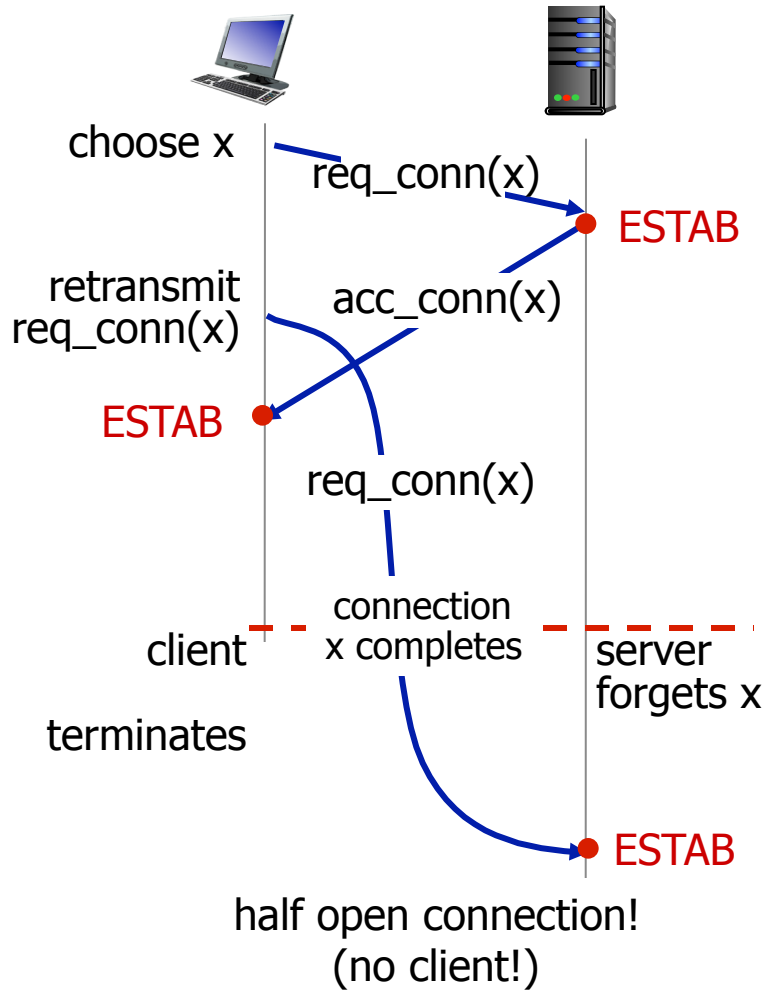 choose x
req_conn(x)
ESTAB
retransmit
req_conn(x)
acc_conn(x)
ESTAB
req_conn(x)
connection
x completes
client
server
forgets x
terminates
ESTAB
half open connection!
(no client!)